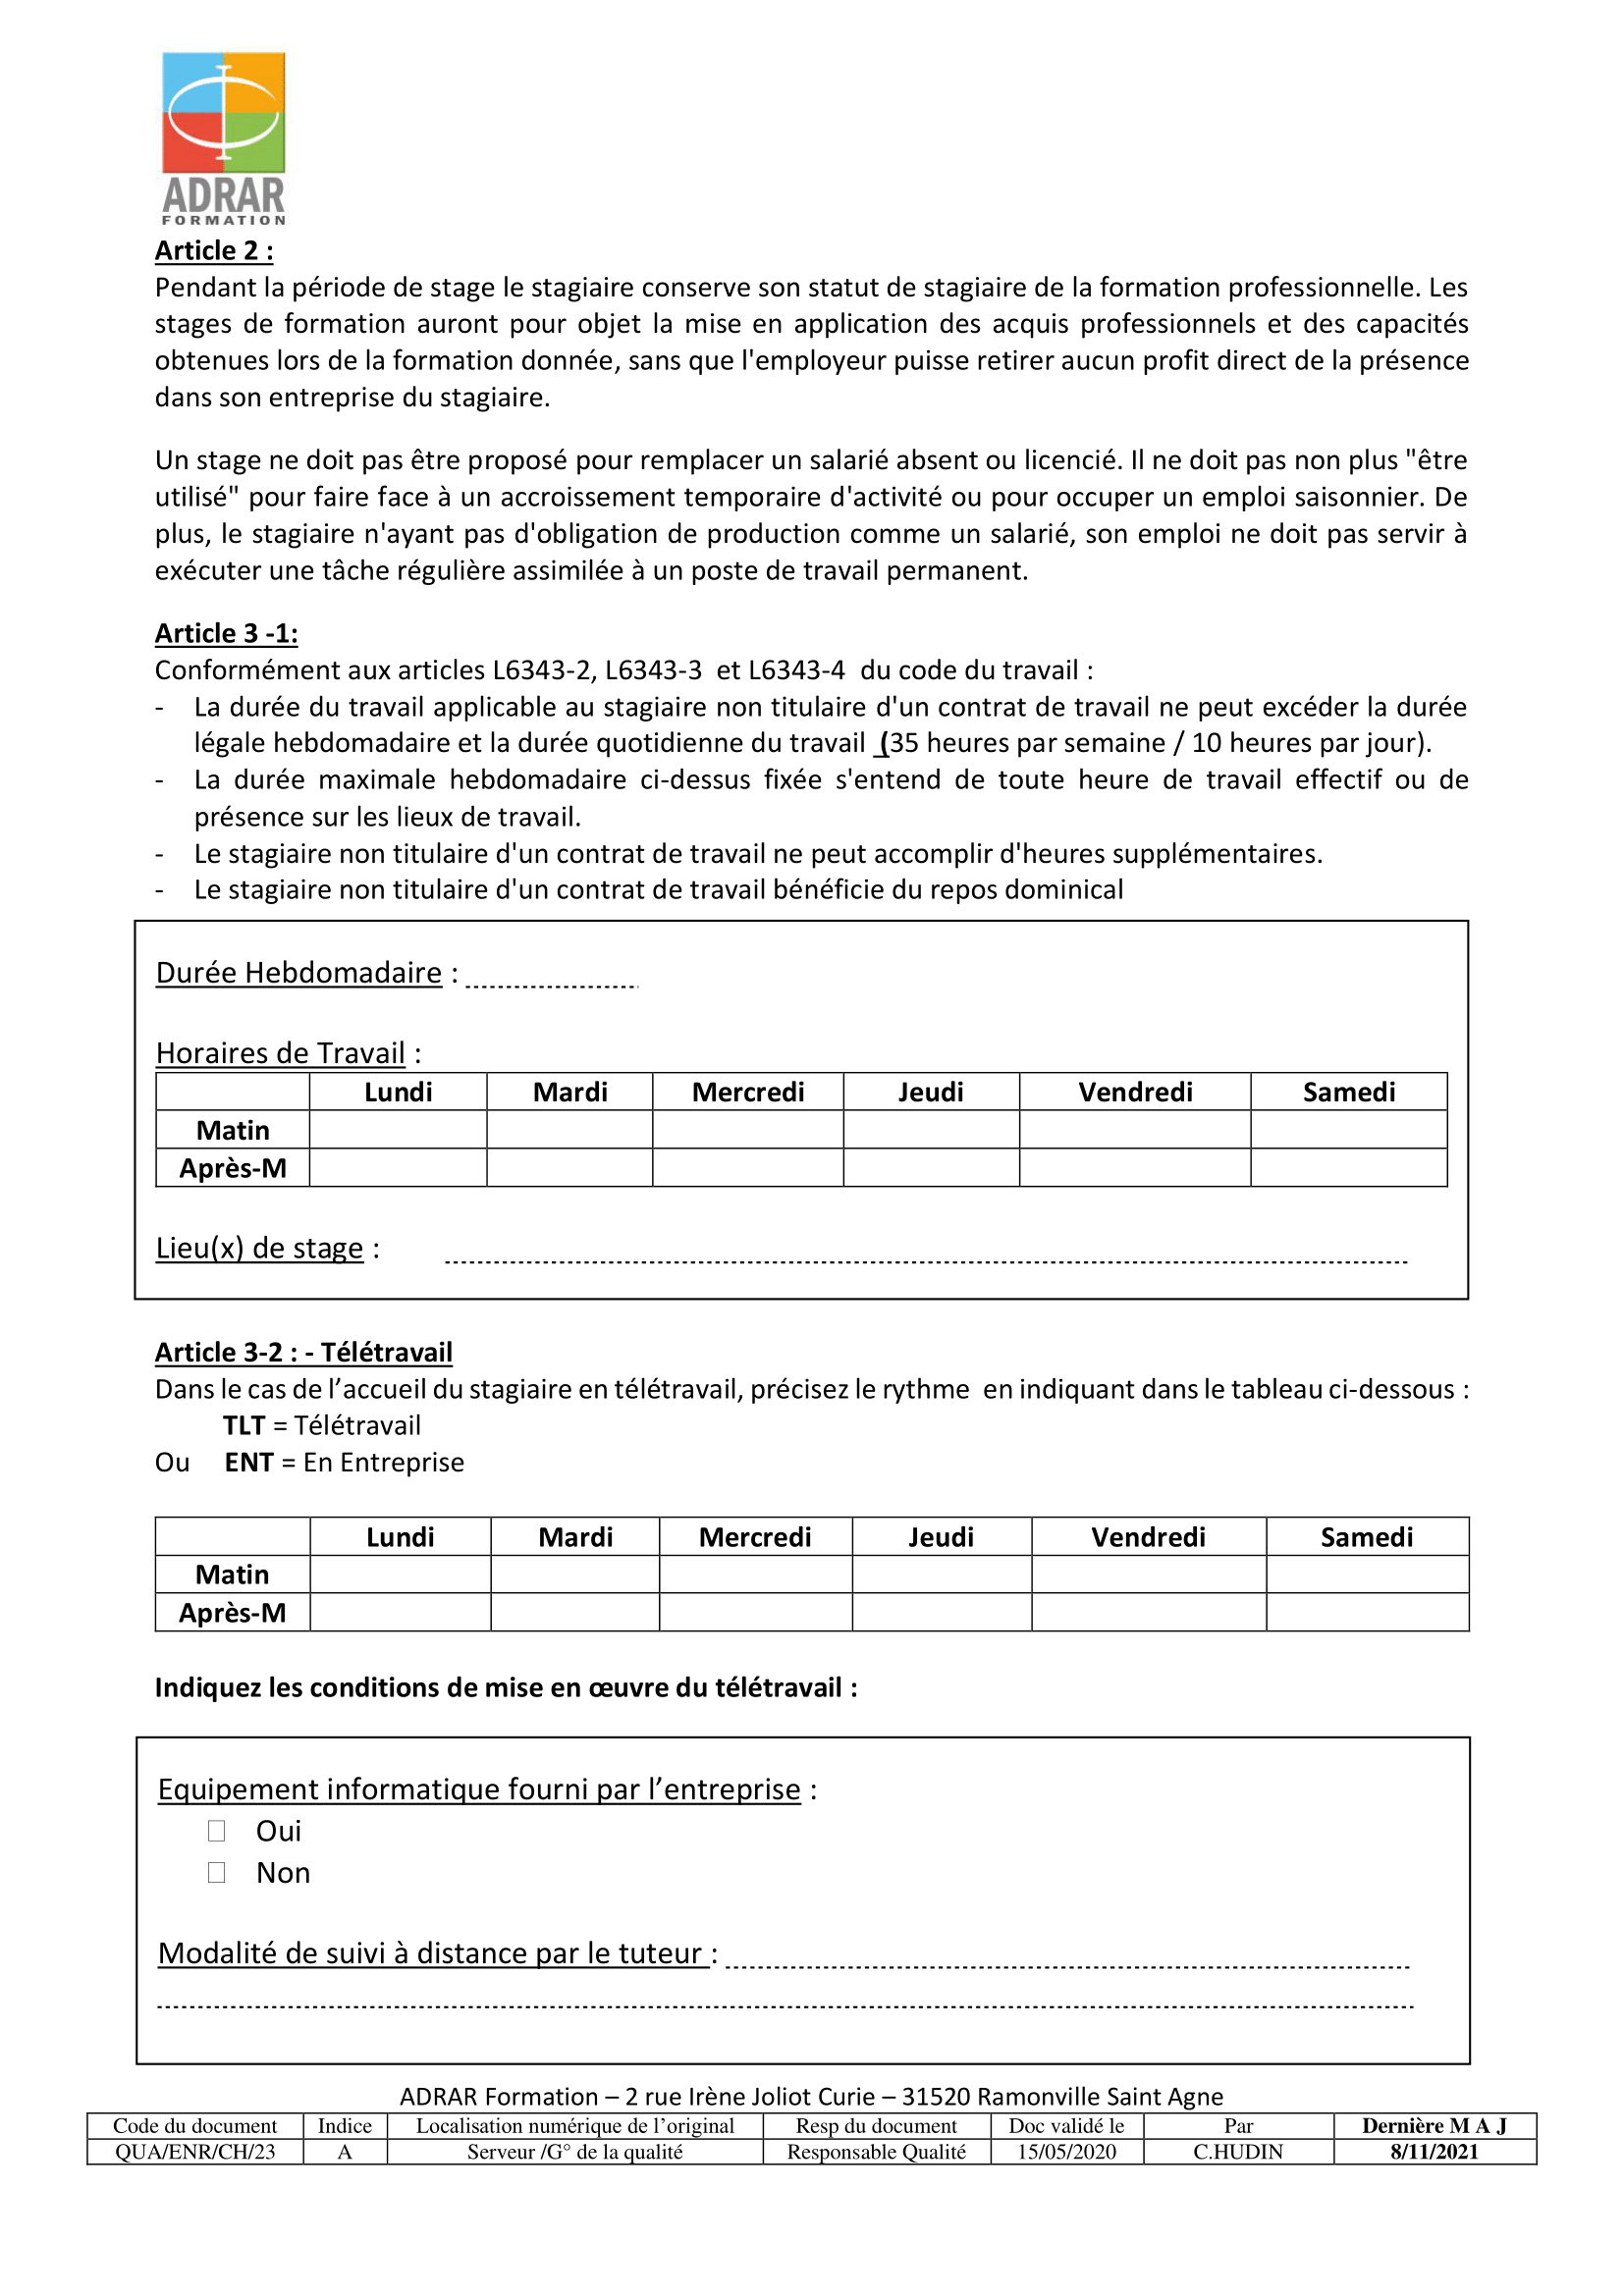 ADRAR
FORMATION
Article 2 :
Pendant la période de stage le stagiaire conserve son statut de stagiaire de la formation professionnelle. Les
stages de formation auront pour objet la mise en application des acquis professionnels et des capacités
obtenues lors de la formation donnée, sans que l'employeur puisse retirer aucun profit direct de la présence
dans son entreprise du stagiaire.
Un stage ne doit pas être proposé pour remplacer un salarié absent ou licencié. Il ne doit pas non plus "être
utilisé" pour faire face à un accroissement temporaire d'activité ou pour occuper un emploi saisonnier. De
plus, le stagiaire n'ayant pas d'obligation de production comme un salarié, son emploi ne doit pas servir à
exécuter une tâche régulière assimilée à un poste de travail permanent.
Article 3 -1:
Conformément aux articles L6343-2, L6343-3 et L6343-4 du code du travail :
- La durée du travail applicable au stagiaire non titulaire d'un contrat de travail ne peut excéder la durée
légale hebdomadaire et la durée quotidienne du travail (35 heures par semaine / 10 heures par jour).
- La durée maximale hebdomadaire ci-dessus fixée s'entend de toute heure de travail effectif ou de
présence sur les lieux de travail.
- Le stagiaire non titulaire d'un contrat de travail ne peut accomplir d'heures supplémentaires.
- Le stagiaire non titulaire d'un contrat de travail bénéficie du repos dominical
Durée Hebdomadaire :
Horaires de Travail :
Lundi Mardi Mercredi Jeudi Vendredi Samedi
Matin
Après-M
Lieu(x) de stage :
Article 3-2 : - Télétravail
Dans le cas de l’accueil du stagiaire en télétravail, précisez le rythme en indiquant dans le tableau ci-dessous :
TLT = Télétravail
Ou ENT = En Entreprise
Lundi Mardi Mercredi Jeudi Vendredi Samedi
Matin
Après-M
Indiquez les conditions de mise en œuvre du télétravail :
Equipement informatique fourni par l’entreprise :
Oui
Non
Modalité de suivi à distance par le tuteur :
ADRAR Formation – 2 rue Irène Joliot Curie – 31520 Ramonville Saint Agne
Code du document Indice Localisation numérique de l’original Resp du document Doc validé le Par Dernière M A J
QUA/ENR/CH/23 A Serveur /G° de la qualité Responsable Qualité 15/05/2020 C.HUDIN 8/11/2021